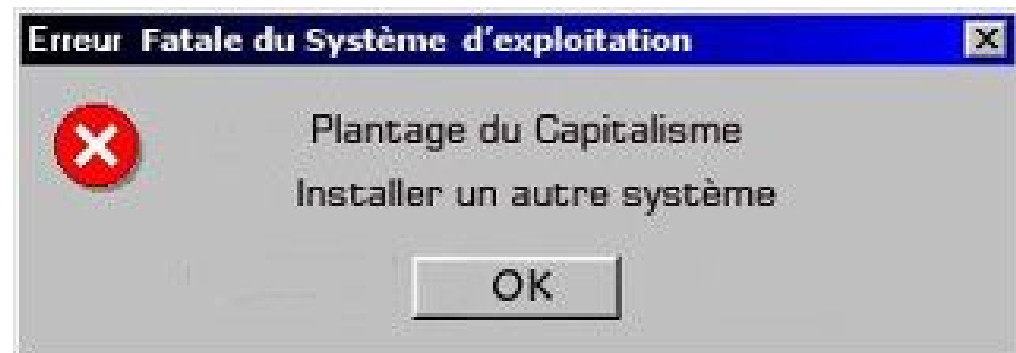 Erreur Fatale du Système d'exploitation
Plantage du Capitalisme
Installer un autre système
OK